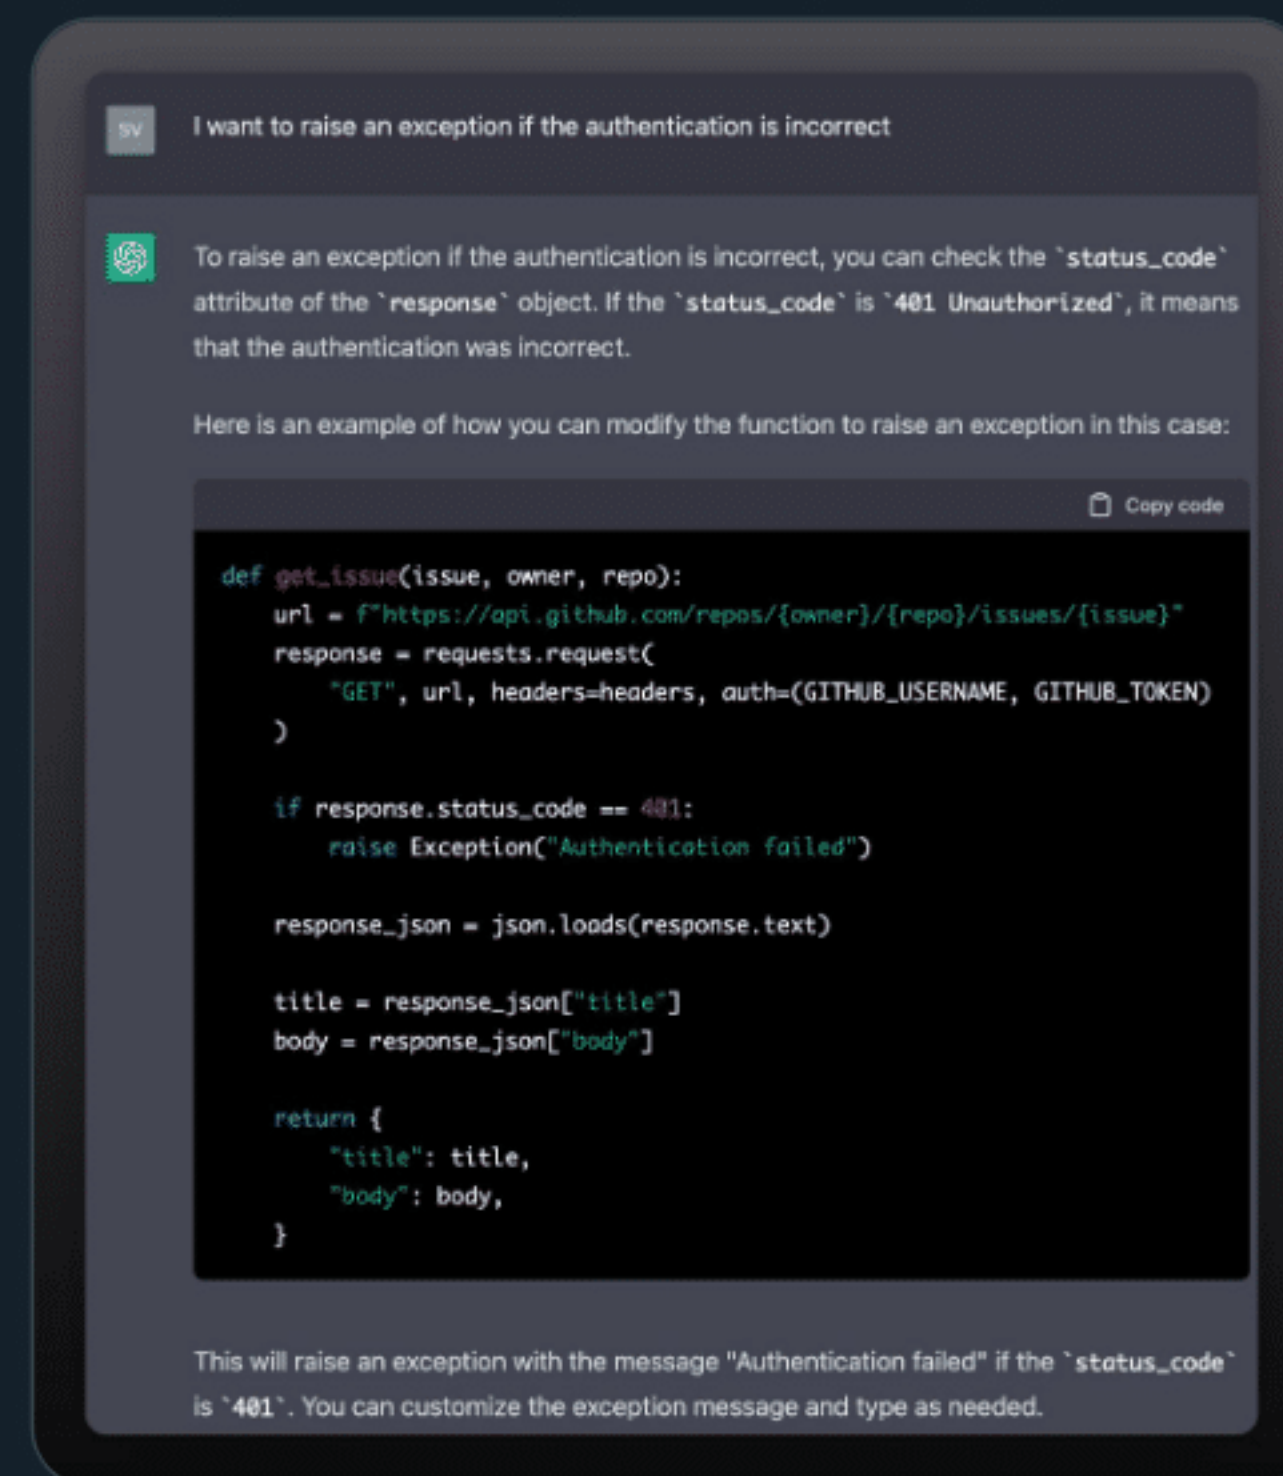 SV
I want to raise an exception if the authentication is incorrect
To raise an exception if the authentication is incorrect, you can check the `status_code`
attribute of the `response` object. If the `status_code` is `401 Unauthorized`, it means
that the authentication was incorrect.
Here is an example of how you can modify the function to raise an exception in this case:
Copy code
def get_issue(issue, owner, repo):
    url = f"https://api.github.com/repos/{owner}/{repo}/issues/{issue}"
    response = requests.request(
        "GET", url, headers=headers, auth=(GITHUB_USERNAME, GITHUB_TOKEN)
    )
    if response.status_code == 401:
        raise Exception("Authentication failed")
    response_json = json.loads(response.text)
    title = response_json["title"]
    body = response_json["body"]
    return {
        "title": title,
        "body": body,
    }
This will raise an exception with the message "Authentication failed" if the `status_code`
is `401`. You can customize the exception message and type as needed.